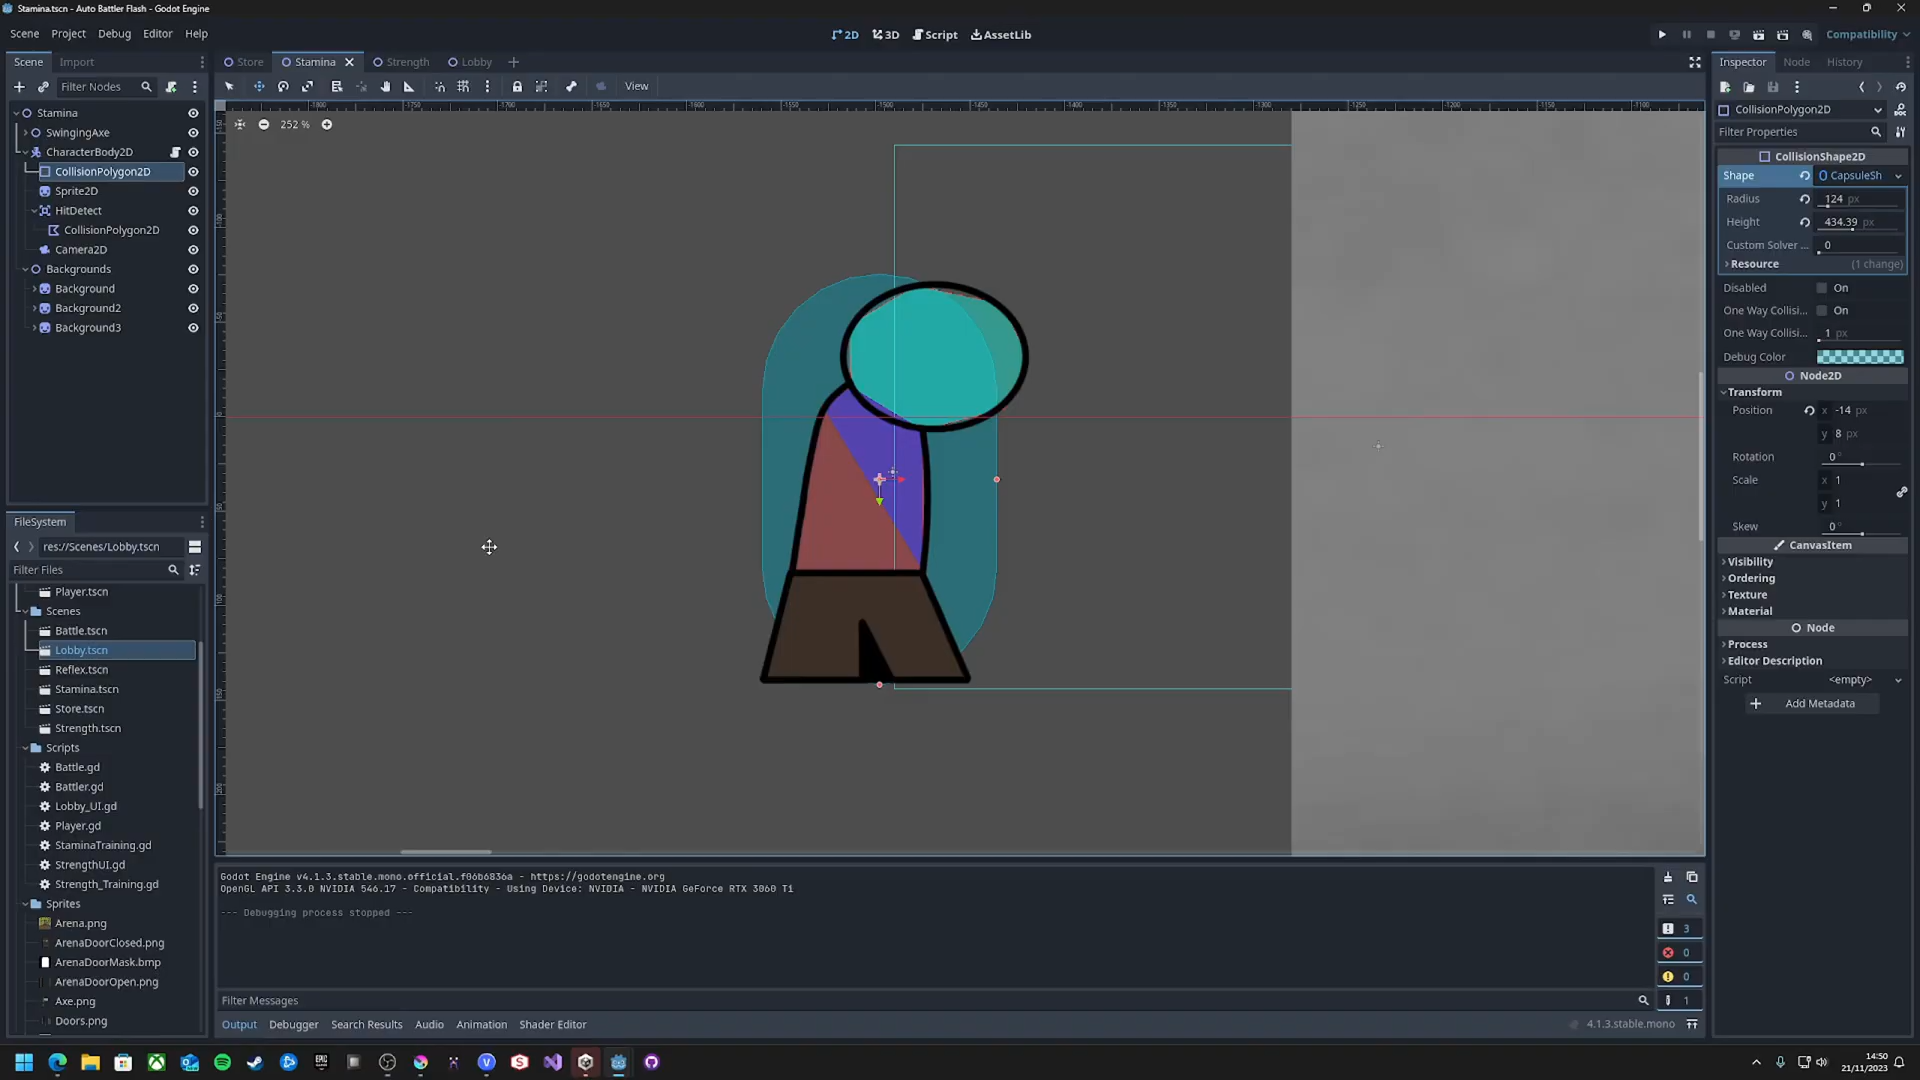 Stamina.tscn - Auto Battler Flash - Godot Engine
Scene Project Debug Editor Help
2D 3D Script AssetLib
Compatibility
Scene Import
Store Stamina Strength Lobby
Inspector Node History
Filter Nodes
View
Stamina
SwingingAxe
CharacterBody2D
CollisionPolygon2D
Sprite2D
HitDetect
CollisionPolygon2D
Camera2D
Backgrounds
Background
Background2
Background3
252 %
CollisionPolygon2D
Filter Properties
CollisionShape2D
Shape CapsuleSh
Radius 124 px
Height 434.39 px
Custom Solver ... 0
Resource (1 change)
Disabled On
One Way Collisi... On
One Way Collisi... 1 px
Debug Color
Node2D
Transform
Position x -14 px
y 8 px
Rotation 0 °
Scale x 1
y 1
Skew 0 °
CanvasItem
Visibility
Ordering
Texture
Material
Node
Process
Editor Description
Script <empty>
Add Metadata
FileSystem
res://Scenes/Lobby.tscn
Filter Files
Player.tscn
Scenes
Battle.tscn
Lobby.tscn
Reflex.tscn
Stamina.tscn
Store.tscn
Strength.tscn
Scripts
Battle.gd
Battler.gd
Lobby_UI.gd
Player.gd
StaminaTraining.gd
StrengthUI.gd
Strength_Training.gd
Sprites
Arena.png
ArenaDoorClosed.png
ArenaDoorMask.bmp
ArenaDoorOpen.png
Axe.png
Doors.png
Godot Engine v4.1.3.stable.mono.official.f06b6836a - https://godotengine.org
OpenGL API 3.3.0 NVIDIA 546.17 - Compatibility - Using Device: NVIDIA - NVIDIA GeForce RTX 3060 Ti
--- Debugging process stopped ---
3
0
0
1
Filter Messages
Output Debugger Search Results Audio Animation Shader Editor
4.1.3.stable.mono
14:50
21/11/2023